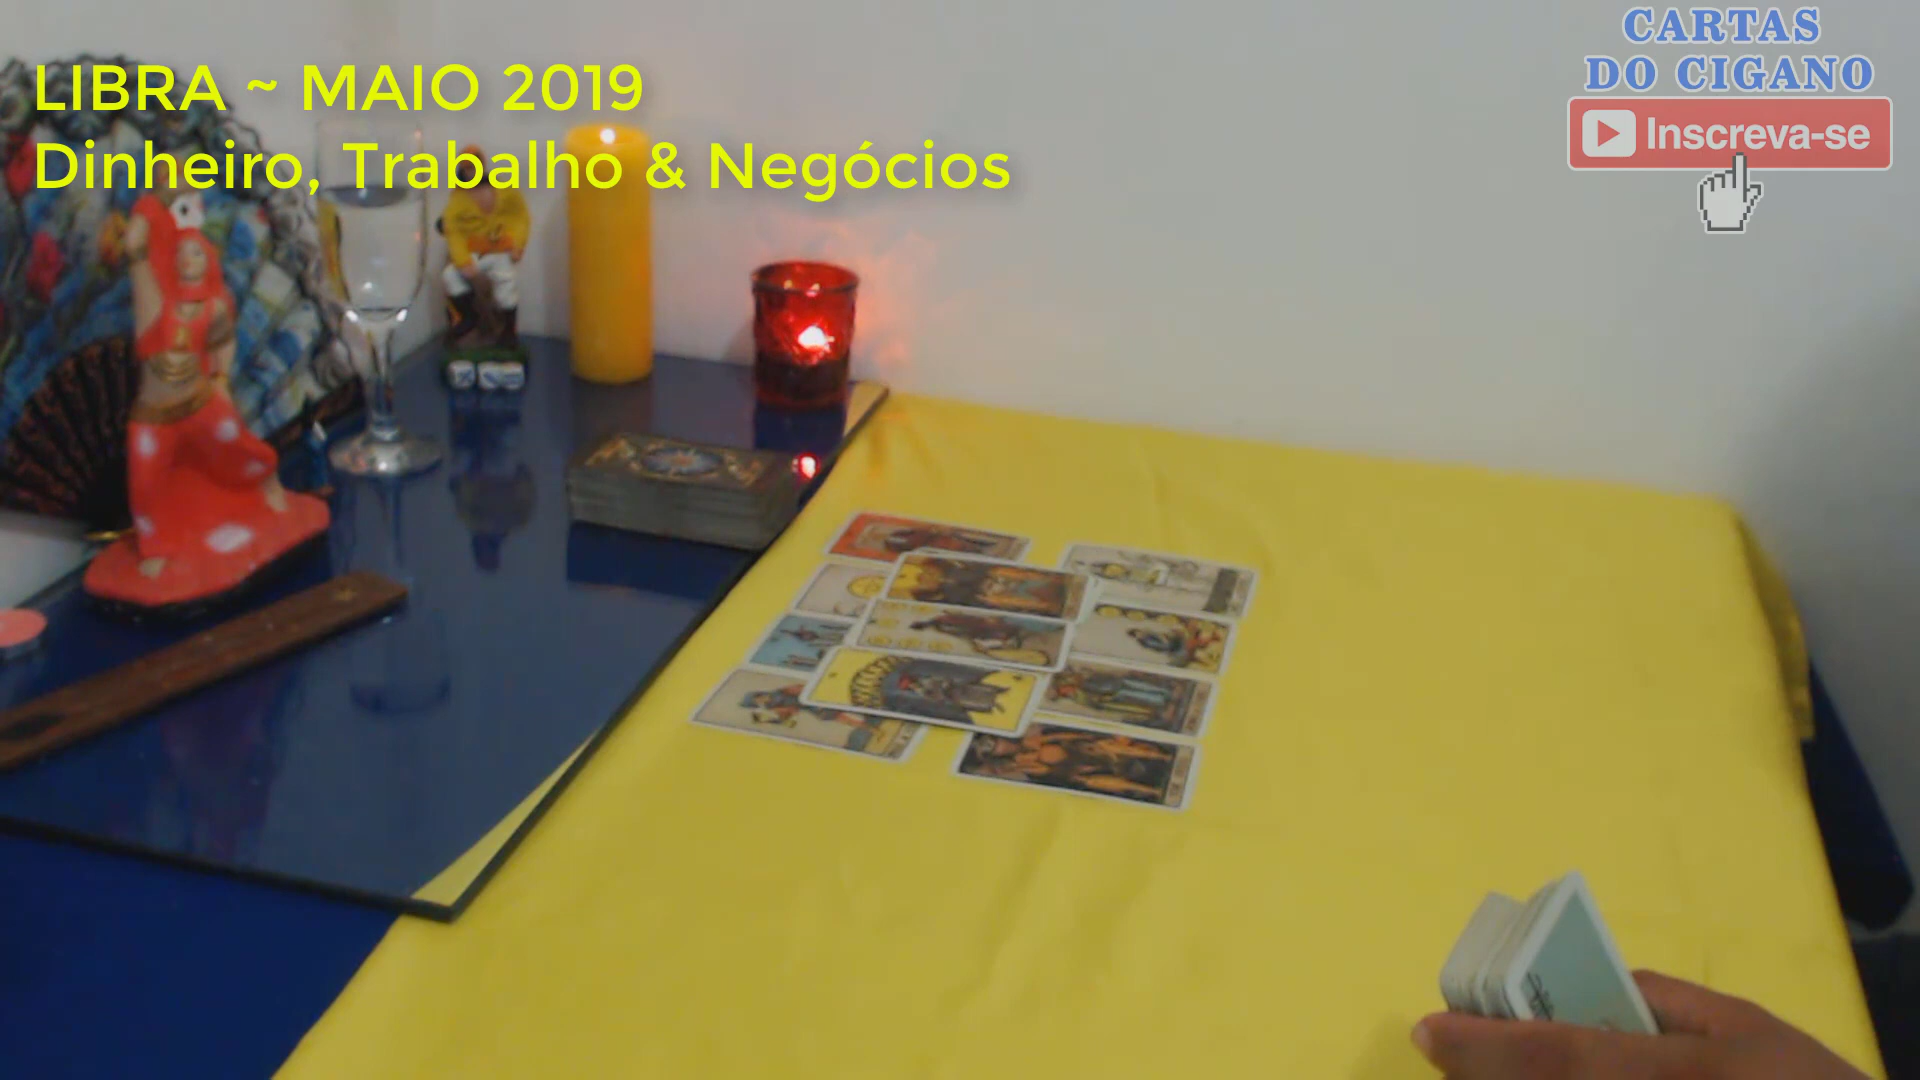 LIBRA ~ MAIO 2019
Dinheiro, Trabalho & Negócios
CARTAS
DO CIGANO
Inscreva-se